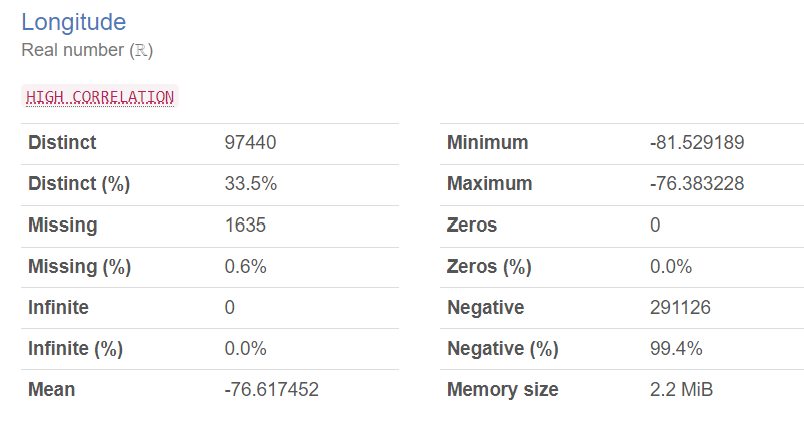 Longitude
Real number (ℝ)
HIGH CORRELATION
Distinct 97440
Distinct (%) 33.5%
Missing 1635
Missing (%) 0.6%
Infinite 0
Infinite (%) 0.0%
Mean -76.617452
Minimum -81.529189
Maximum -76.383228
Zeros 0
Zeros (%) 0.0%
Negative 291126
Negative (%) 99.4%
Memory size 2.2 MiB